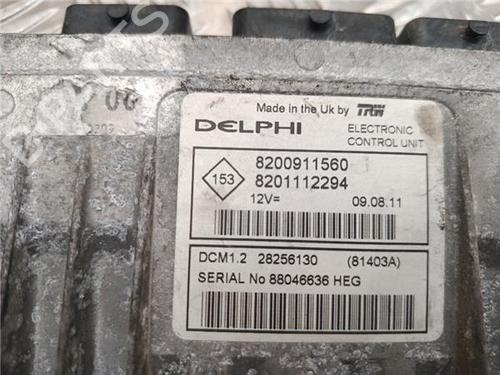 Made in the Uk by TRW
DELPHI
ELECTRONIC
CONTROL UNIT
153
8200911560
8201112294
12V=
09.08.11
DCM1.2 28256130 (81403A)
SERIAL No 88046636 HEG